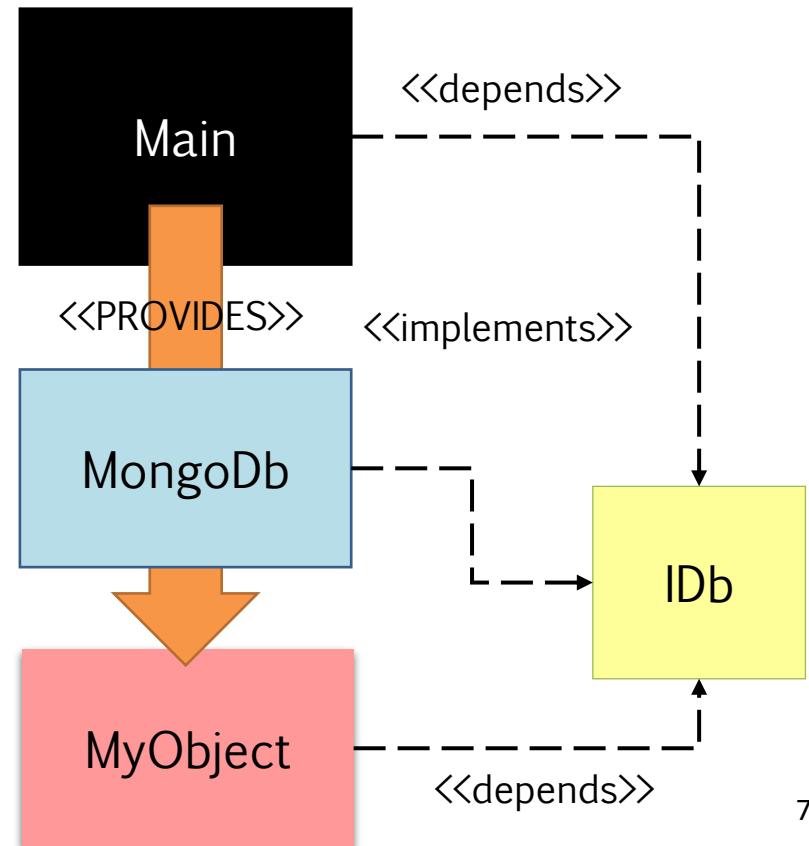 <<depends>>
Main
<<PROVIDES>>
<<implements>>
MongoDb
IDb
MyObject
<<depends>>
7